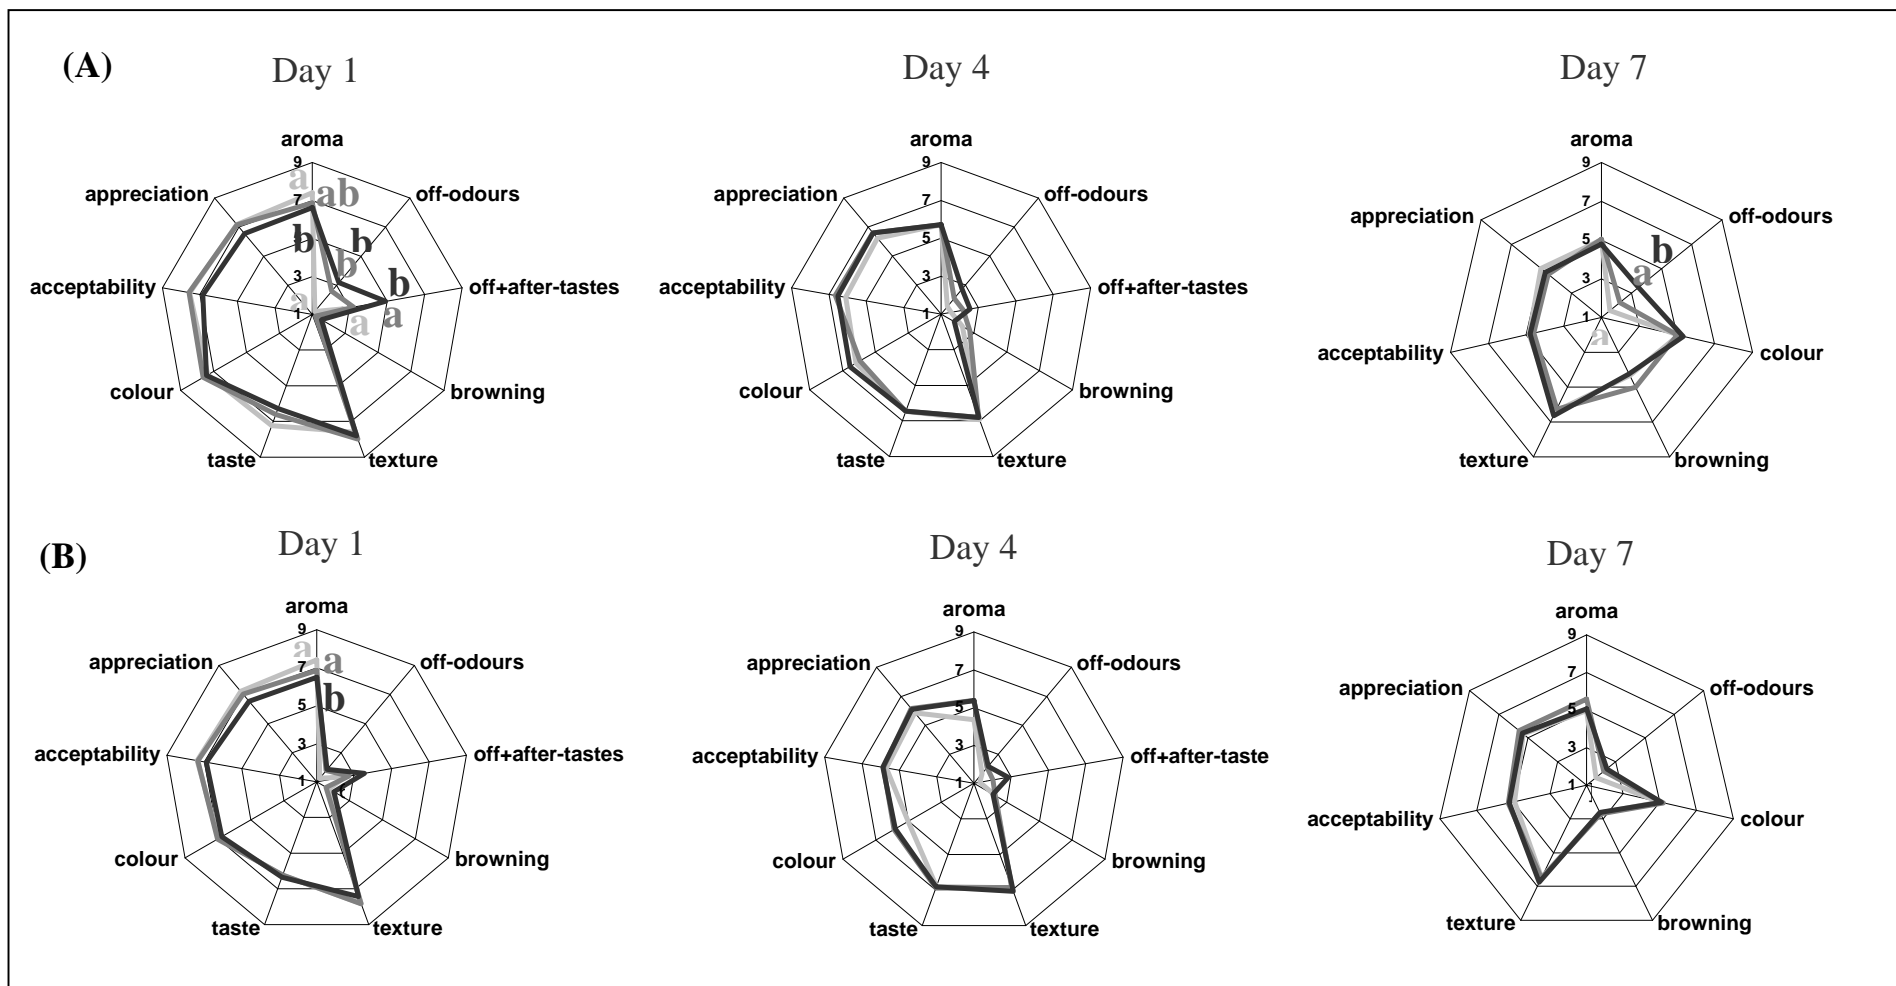 (A)
Day 1
Day 4
Day 7
aroma
9
7
5
3
1
appreciation
off-odours
acceptability
off+after-tastes
colour
browning
taste
texture
a
ab
b
b
b
b
a
a
a
aroma
9
7
5
3
1
appreciation
off-odours
acceptability
off+after-tastes
colour
browning
taste
texture
aroma
9
7
5
3
1
appreciation
off-odours
acceptability
colour
texture
browning
b
a
a
(B)
Day 1
Day 4
Day 7
aroma
9
7
5
3
1
appreciation
off-odours
acceptability
off+after-tastes
colour
browning
taste
texture
a
a
b
aroma
9
7
5
3
1
appreciation
off-odours
acceptability
off+after-taste
colour
browning
taste
texture
aroma
9
7
5
3
1
appreciation
off-odours
acceptability
colour
texture
browning